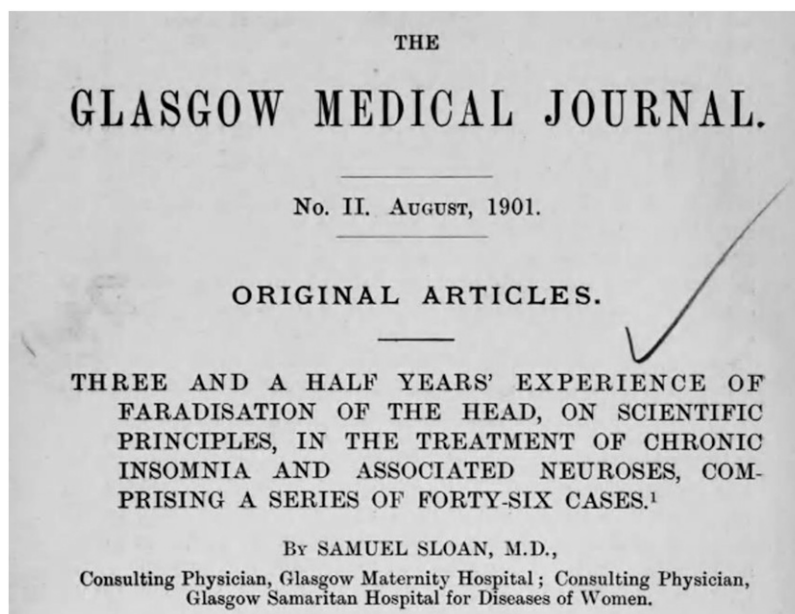 THE
GLASGOW MEDICAL JOURNAL.
No. II. August, 1901.
ORIGINAL ARTICLES.
THREE AND A HALF YEARS' EXPERIENCE OF
FARADISATION OF THE HEAD, ON SCIENTIFIC
PRINCIPLES, IN THE TREATMENT OF CHRONIC
INSOMNIA AND ASSOCIATED NEUROSES, COM-
PRISING A SERIES OF FORTY-SIX CASES.¹
By SAMUEL SLOAN, M.D.,
Consulting Physician, Glasgow Maternity Hospital; Consulting Physician,
Glasgow Samaritan Hospital for Diseases of Women.